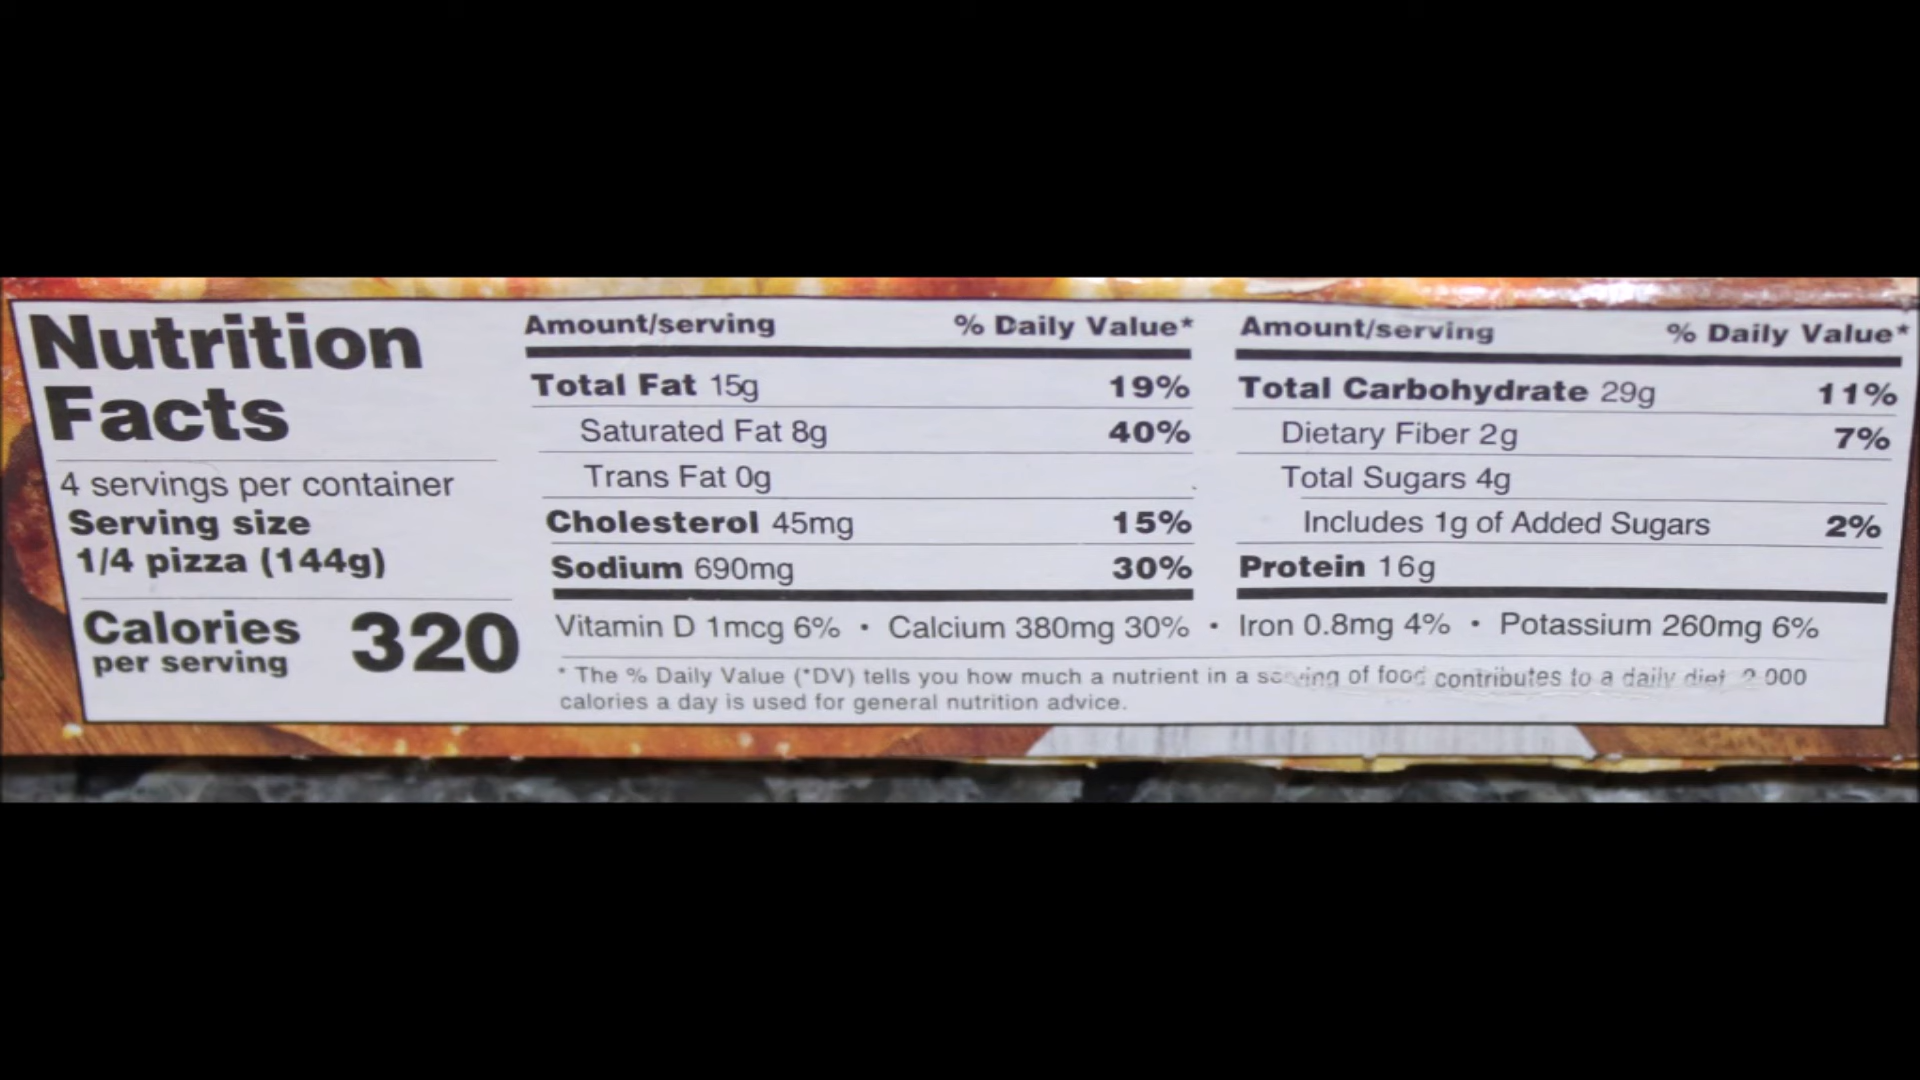 Nutrition
Facts
4 servings per container
Serving size
1/4 pizza (144g)
Calories
per serving
320
Amount/serving % Daily Value*
Total Fat 15g 19%
Saturated Fat 8g 40%
Trans Fat 0g
Cholesterol 45mg 15%
Sodium 690mg 30%
Amount/serving % Daily Value*
Total Carbohydrate 29g 11%
Dietary Fiber 2g 7%
Total Sugars 4g
Includes 1g of Added Sugars 2%
Protein 16g
Vitamin D 1mcg 6% • Calcium 380mg 30% • Iron 0.8mg 4% • Potassium 260mg 6%
* The % Daily Value (*DV) tells you how much a nutrient in a serving of food contributes to a daily diet 2,000
calories a day is used for general nutrition advice.